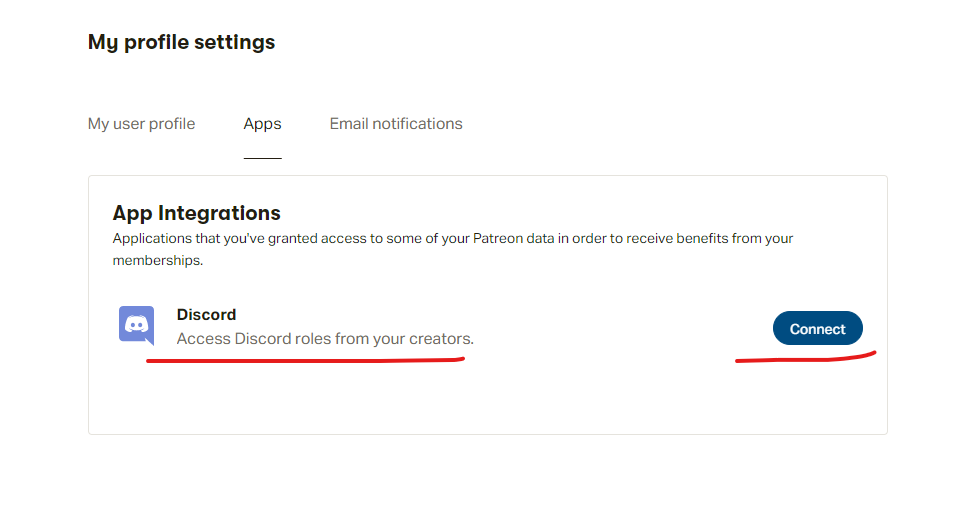 My profile settings
My user profile
Apps
Email notifications
App Integrations
Applications that you've granted access to some of your Patreon data in order to receive benefits from your
memberships.
Discord
Access Discord roles from your creators.
Connect